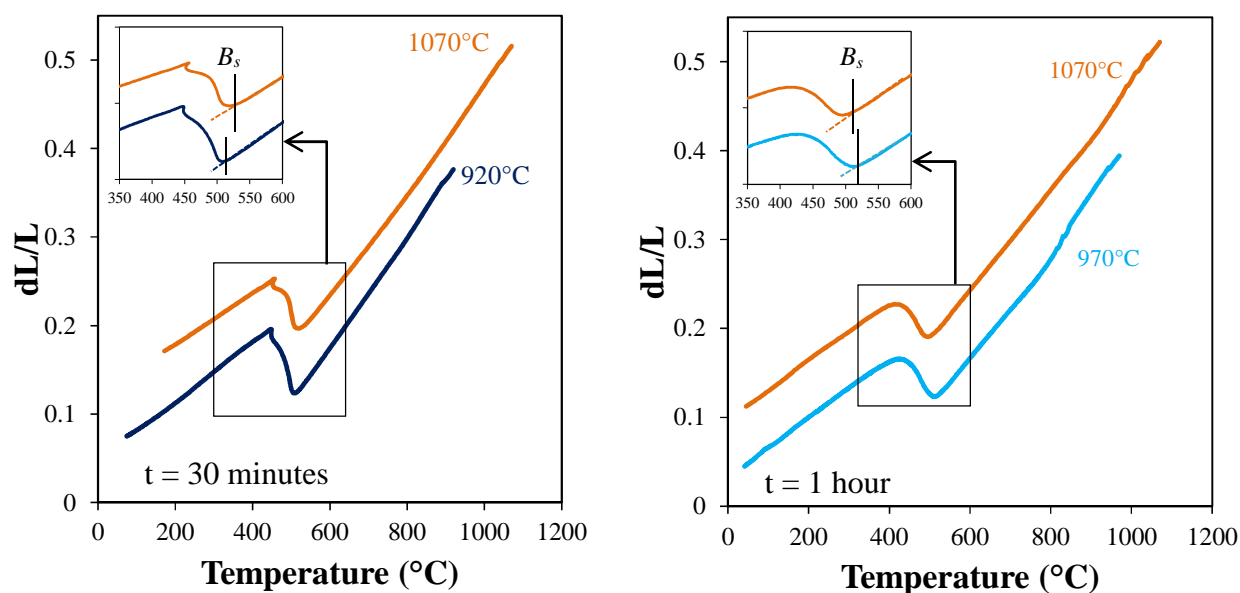 0.5
0.4
0.3
0.2
0.1
0
dL/L
1070°C
920°C
B_s
350 400 450 500 550 600
t = 30 minutes
0 200 400 600 800 1000 1200
Temperature (°C)
0.5
0.4
0.3
0.2
0.1
0
dL/L
1070°C
970°C
B_s
350 400 450 500 550 600
t = 1 hour
0 200 400 600 800 1000 1200
Temperature (°C)